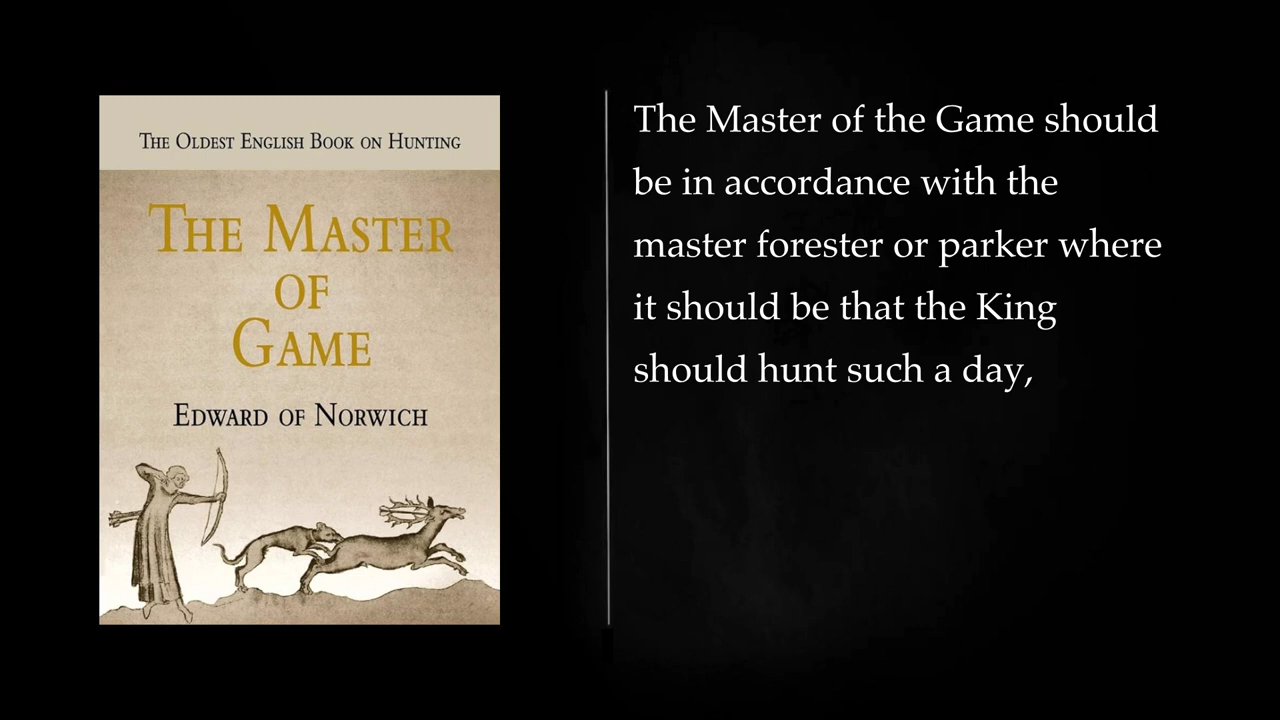 The Oldest English Book on Hunting
The Master
of
Game
Edward of Norwich
The Master of the Game should
be in accordance with the
master forester or parker where
it should be that the King
should hunt such a day,